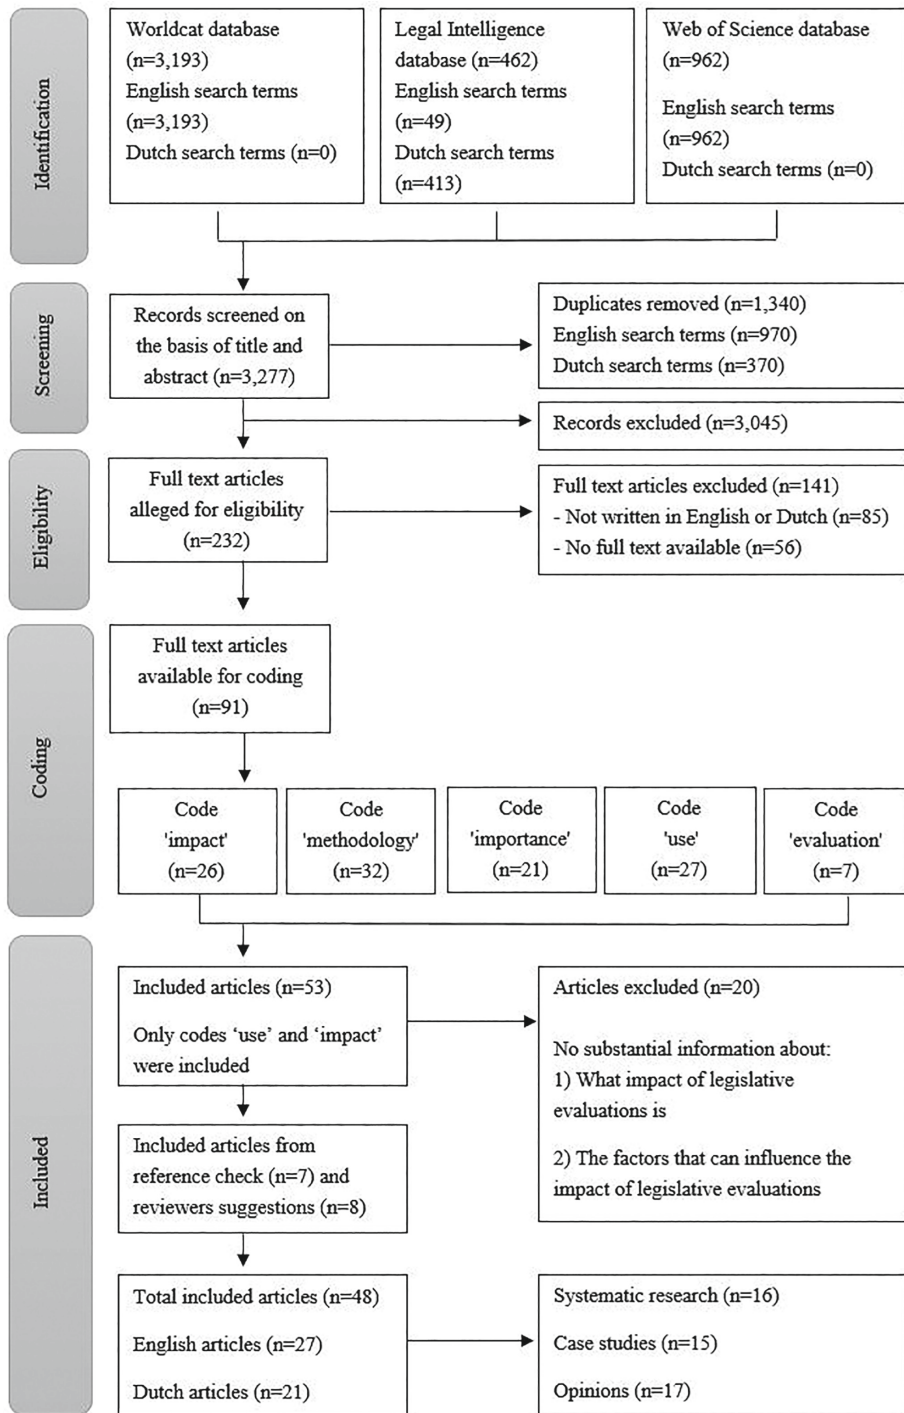 Identification
Worldcat database
(n=3,193)
English search terms
(n=3,193)
Dutch search terms (n=0)
Legal Intelligence
database (n=462)
English search terms
(n=49)
Dutch search terms
(n=413)
Web of Science database
(n=962)
English search terms
(n=962)
Dutch search terms (n=0)
Screening
Records screened on
the basis of title and
abstract (n=3,277)
Duplicates removed (n=1,340)
English search terms (n=970)
Dutch search terms (n=370)
Records excluded (n=3,045)
Eligibility
Full text articles
alleged for eligibility
(n=232)
Full text articles excluded (n=141)
- Not written in English or Dutch (n=85)
- No full text available (n=56)
Coding
Full text articles
available for coding
(n=91)
Code
'impact'
(n=26)
Code
'methodology'
(n=32)
Code
'importance'
(n=21)
Code
'use'
(n=27)
Code
'evaluation'
(n=7)
Included
Included articles (n=53)
Only codes ‘use’ and ‘impact’
were included
Articles excluded (n=20)
No substantial information about:
1) What impact of legislative
evaluations is
2) The factors that can influence the
impact of legislative evaluations
Included articles from
reference check (n=7) and
reviewers suggestions (n=8)
Total included articles (n=48)
English articles (n=27)
Dutch articles (n=21)
Systematic research (n=16)
Case studies (n=15)
Opinions (n=17)